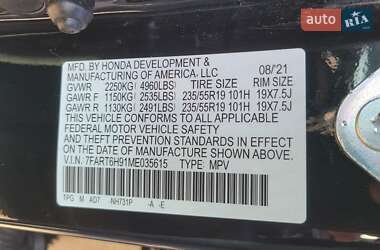 auto.RIA
MFD. BY HONDA DEVELOPMENT & 08/'21
MANUFACTURING OF AMERICA, LLC
GVWR 2250KG( 4960LBS) TIRE SIZE RIM SIZE
GAWR F 1150KG( 2535LBS) 235/55R19 101H 19X7.5J
GAWR R 1130KG( 2491LBS) 235/55R19 101H 19X7.5J
THIS VEHICLE CONFORMS TO ALL APPLICABLE
FEDERAL MOTOR VEHICLE SAFETY
AND THEFT PREVENTION STANDARDS IN EFFECT
ON THE DATE OF MANUFACTURE SHOWN ABOVE.
V.I.N. 7FART6H91ME035615 TYPE: MPV
TPG M AD7 -NH731P -A -E